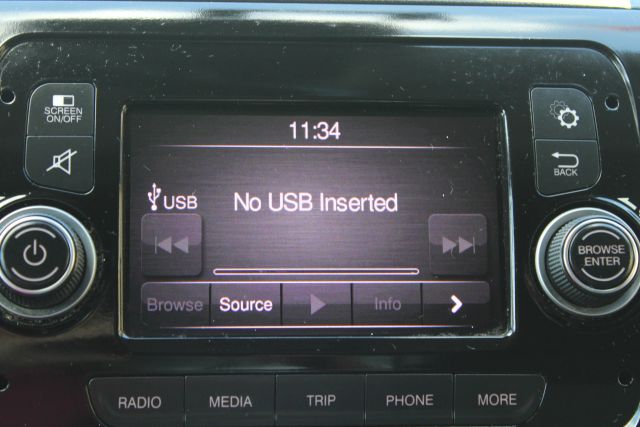 SCREEN
ON/OFF
11:34
USB
No USB Inserted
BACK
BROWSE
ENTER
Browse Source Info
RADIO MEDIA TRIP PHONE MORE